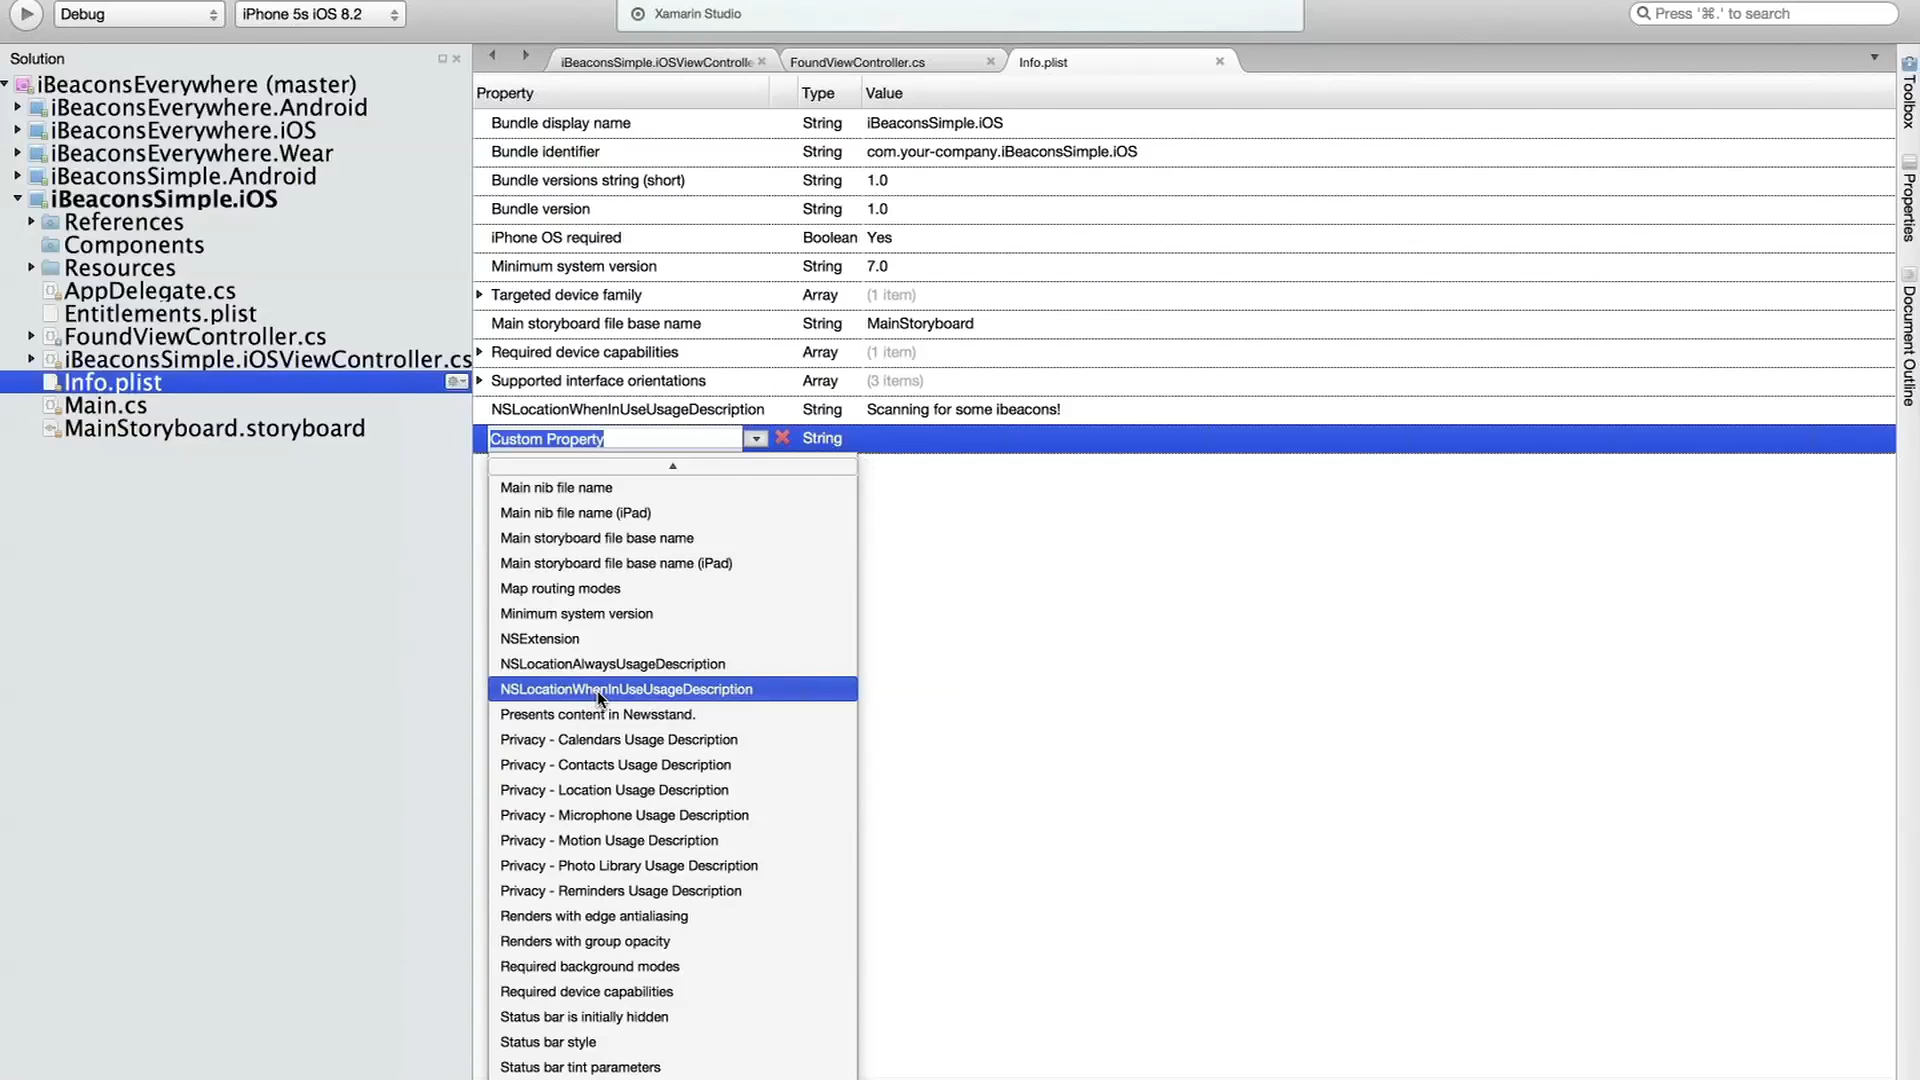 Debug
iPhone 5s iOS 8.2
Xamarin Studio
Press '⌘.' to search
Solution
iBeaconsSimple.iOSViewControlle
FoundViewController.cs
Info.plist
iBeaconsEverywhere (master)
iBeaconsEverywhere.Android
iBeaconsEverywhere.iOS
iBeaconsEverywhere.Wear
iBeaconsSimple.Android
iBeaconsSimple.iOS
References
Components
Resources
AppDelegate.cs
Entitlements.plist
FoundViewController.cs
iBeaconsSimple.iOSViewController.cs
Info.plist
Main.cs
MainStoryboard.storyboard
Property Type Value
Bundle display name String iBeaconsSimple.iOS
Bundle identifier String com.your-company.iBeaconsSimple.iOS
Bundle versions string (short) String 1.0
Bundle version String 1.0
iPhone OS required Boolean Yes
Minimum system version String 7.0
Targeted device family Array (1 item)
Main storyboard file base name String MainStoryboard
Required device capabilities Array (1 item)
Supported interface orientations Array (3 items)
NSLocationWhenInUseUsageDescription String Scanning for some ibeacons!
Custom Property String
Main nib file name
Main nib file name (iPad)
Main storyboard file base name
Main storyboard file base name (iPad)
Map routing modes
Minimum system version
NSExtension
NSLocationAlwaysUsageDescription
NSLocationWhenInUseUsageDescription
Presents content in Newsstand.
Privacy - Calendars Usage Description
Privacy - Contacts Usage Description
Privacy - Location Usage Description
Privacy - Microphone Usage Description
Privacy - Motion Usage Description
Privacy - Photo Library Usage Description
Privacy - Reminders Usage Description
Renders with edge antialiasing
Renders with group opacity
Required background modes
Required device capabilities
Status bar is initially hidden
Status bar style
Status bar tint parameters
Toolbox
Properties
Document Outline